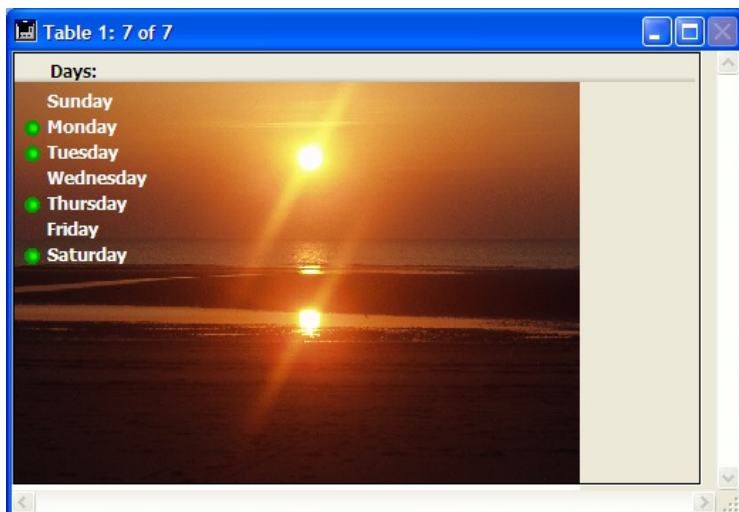 Table 1: 7 of 7
Days:
Sunday
Monday
Tuesday
Wednesday
Thursday
Friday
Saturday